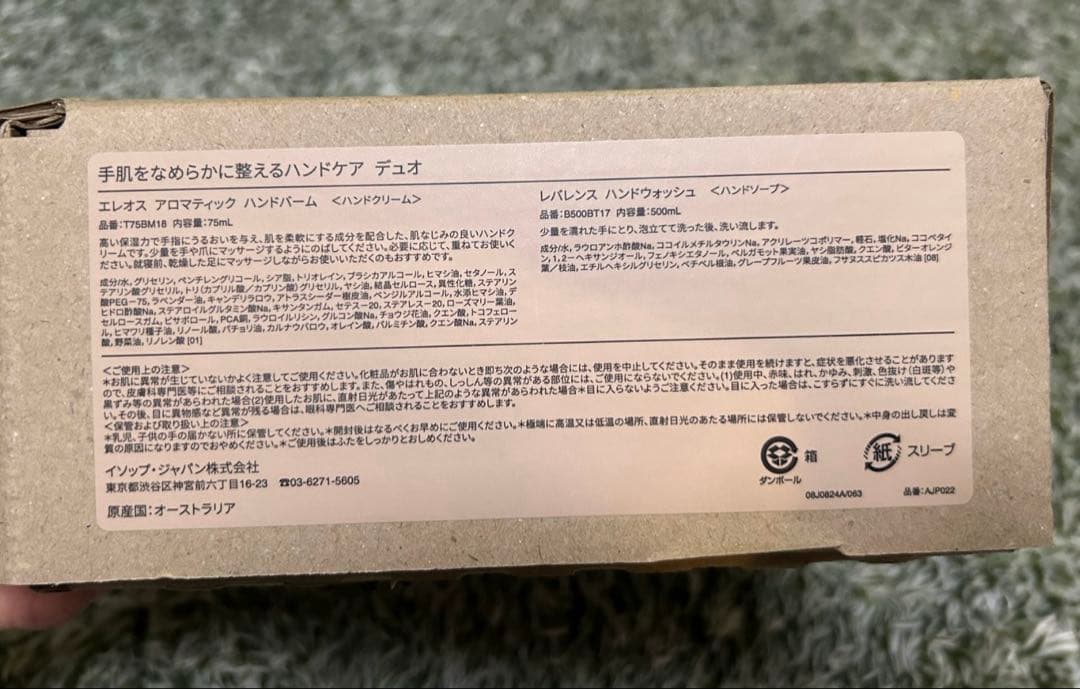 手肌をなめらかに整えるハンドケア デュオ
エレオス アロマティック ハンドバーム ＜ハンドクリーム＞
品番:T75BM18 内容量:75mL
高い保湿力で手指にうるおいを与え、肌を柔軟にする成分を配合した、肌なじみの良いハンドク
リームです。少量を手や爪にマッサージするようにのばしてください。必要に応じて、重ねてお使いく
ださい。就寝前、乾燥した足にマッサージしながらお使いいただくのもおすすめです。
成分/水、グリセリン、ペンチレングリコール、シア脂、トリオレイン、ブラシカアルコール、ヒマシ油、セタノール、ス
テアリン酸グリセリル、トリ(カプリル酸/カプリン酸)グリセリル、ヤシ油、結晶セルロース、異性化糖、ステアリン
酸PEG-75、ラベンダー油、キャンデリラロウ、アトラスシーダー樹皮油、ベンジルアルコール、水添ヒマシ油、デ
ヒドロ酢酸Na、ステアロイルグルタミン酸Na、キサンタンガム、セテス-20、ステアレス-20、ローズマリー葉油、
セルロースガム、ビサボロール、PCA銅、ラウロイルリシン、グルコン酸Na、チョウジ花油、クエン酸、トコフェロー
ル、ヒマワリ種子油、リノール酸、パチョリ油、カルナウバロウ、オレイン酸、パルミチン酸、クエン酸Na、ステアリン
酸、野菜油、リノレン酸 [01]
レバレンス ハンドウォッシュ ＜ハンドソープ＞
品番:B500BT17 内容量:500mL
少量を濡れた手にとり、泡立てて洗った後、洗い流します。
成分/水、ラウロアンホ酢酸Na、ココイルメチルタウリンNa、アクリレーツコポリマー、軽石、塩化Na、ココベタイ
ン、1,2-ヘキサンジオール、フェノキシエタノール、ベルガモット果実油、ヤシ脂肪酸、クエン酸、ビターオレンジ
葉/枝油、エチルヘキシルグリセリン、ベチベル根油、グレープフルーツ果皮油、フサヌススピカツス木油 [08]
＜ご使用上の注意＞
＊お肌に異常が生じていないかよく注意してご使用ください。化粧品がお肌に合わないとき即ち次のような場合には、使用を中止してください。そのまま使用を続けますと、症状を悪化させることがあります
ので、皮膚科専門医等にご相談されることをおすすめします。また、傷やはれもの、しっしん等の異常がある部位には、ご使用にならないでください。(1)使用中、赤味、はれ、かゆみ、刺激、色抜け(白斑等)や
黒ずみ等の異常があらわれた場合(2)使用したお肌に、直射日光があたって上記のような異常があらわれた場合＊目に入らないようご注意ください。目に入った場合は、こすらずにすぐに洗い流してくださ
い。その後、目に異物感など異常が残る場合は、眼科専門医へご相談されることをおすすめします。
＜保管および取り扱い上の注意＞
＊乳児、子供の手の届かない所に保管してください。＊開封後はなるべくお早めにご使用ください。＊極端に高温又は低温の場所、直射日光のあたる場所には保管しないでください。＊中身の出し戻しは変
質の原因になりますのでおやめください。＊ご使用後はふたをしっかりとおしめください。
イソップ・ジャパン株式会社
東京都渋谷区神宮前六丁目16-23 ☎03-6271-5605
原産国:オーストラリア
箱
ダンボール
紙 スリーブ
08J0824A/063
品番:AJP022